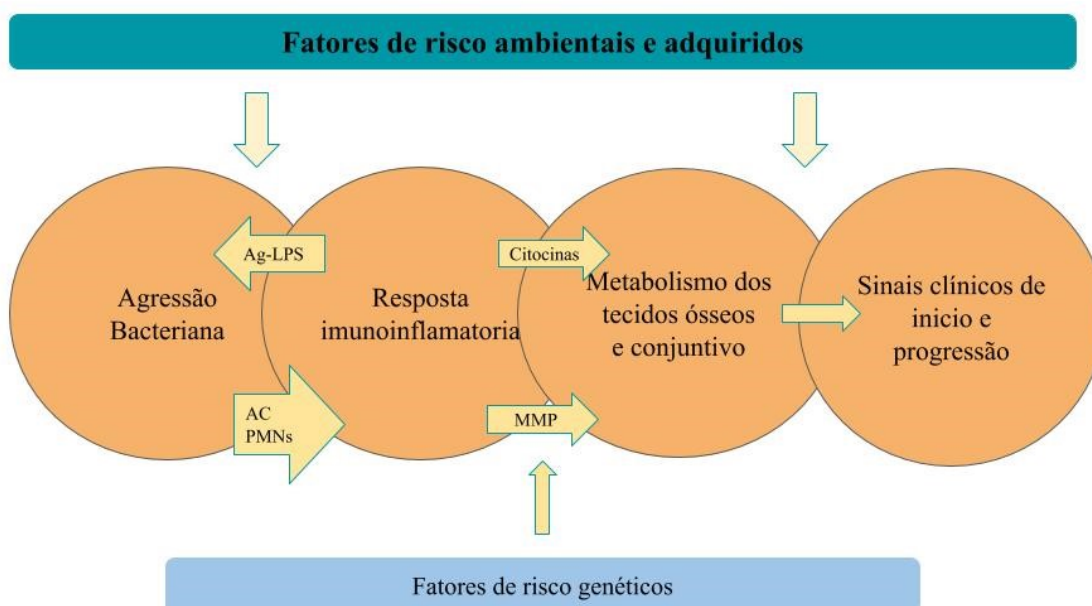 Fatores de risco ambientais e adquiridos
Agressão
Bacteriana
Ag-LPS
AC
PMNs
Resposta
imunoinflamatoria
Citocinas
MMP
Metabolismo dos
tecidos ósseos
e conjuntivo
Sinais clínicos de
inicio e
progressão
Fatores de risco genéticos